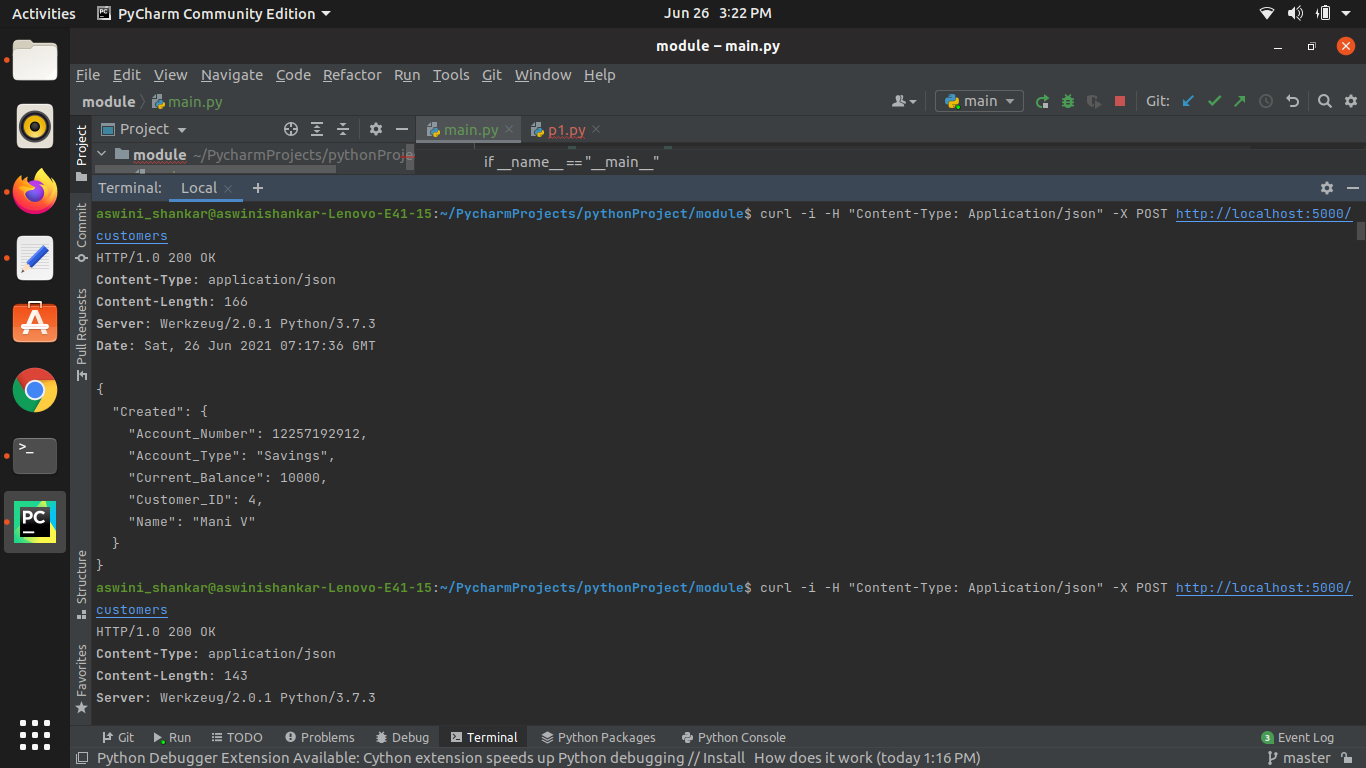 Activities PyCharm Community Edition Jun 26 3:22 PM
module – main.py
File Edit View Navigate Code Refactor Run Tools Git Window Help
module main.py main Git:
Project main.py p1.py
module ~/PycharmProjects/pythonProje if __name__ == "__main__"
Terminal: Local +
aswini_shankar@aswinishankar-Lenovo-E41-15:~/PycharmProjects/pythonProject/module$ curl -i -H "Content-Type: Application/json" -X POST http://localhost:5000/
customers
HTTP/1.0 200 OK
Content-Type: application/json
Content-Length: 166
Server: Werkzeug/2.0.1 Python/3.7.3
Date: Sat, 26 Jun 2021 07:17:36 GMT
{
"Created": {
"Account_Number": 12257192912,
"Account_Type": "Savings",
"Current_Balance": 10000,
"Customer_ID": 4,
"Name": "Mani V"
}
}
aswini_shankar@aswinishankar-Lenovo-E41-15:~/PycharmProjects/pythonProject/module$ curl -i -H "Content-Type: Application/json" -X POST http://localhost:5000/
customers
HTTP/1.0 200 OK
Content-Type: application/json
Content-Length: 143
Server: Werkzeug/2.0.1 Python/3.7.3
Project
Commit
Pull Requests
Structure
Favorites
PC
Git Run TODO Problems Debug Terminal Python Packages Python Console 3 Event Log
Python Debugger Extension Available: Cython extension speeds up Python debugging // Install How does it work (today 1:16 PM) master